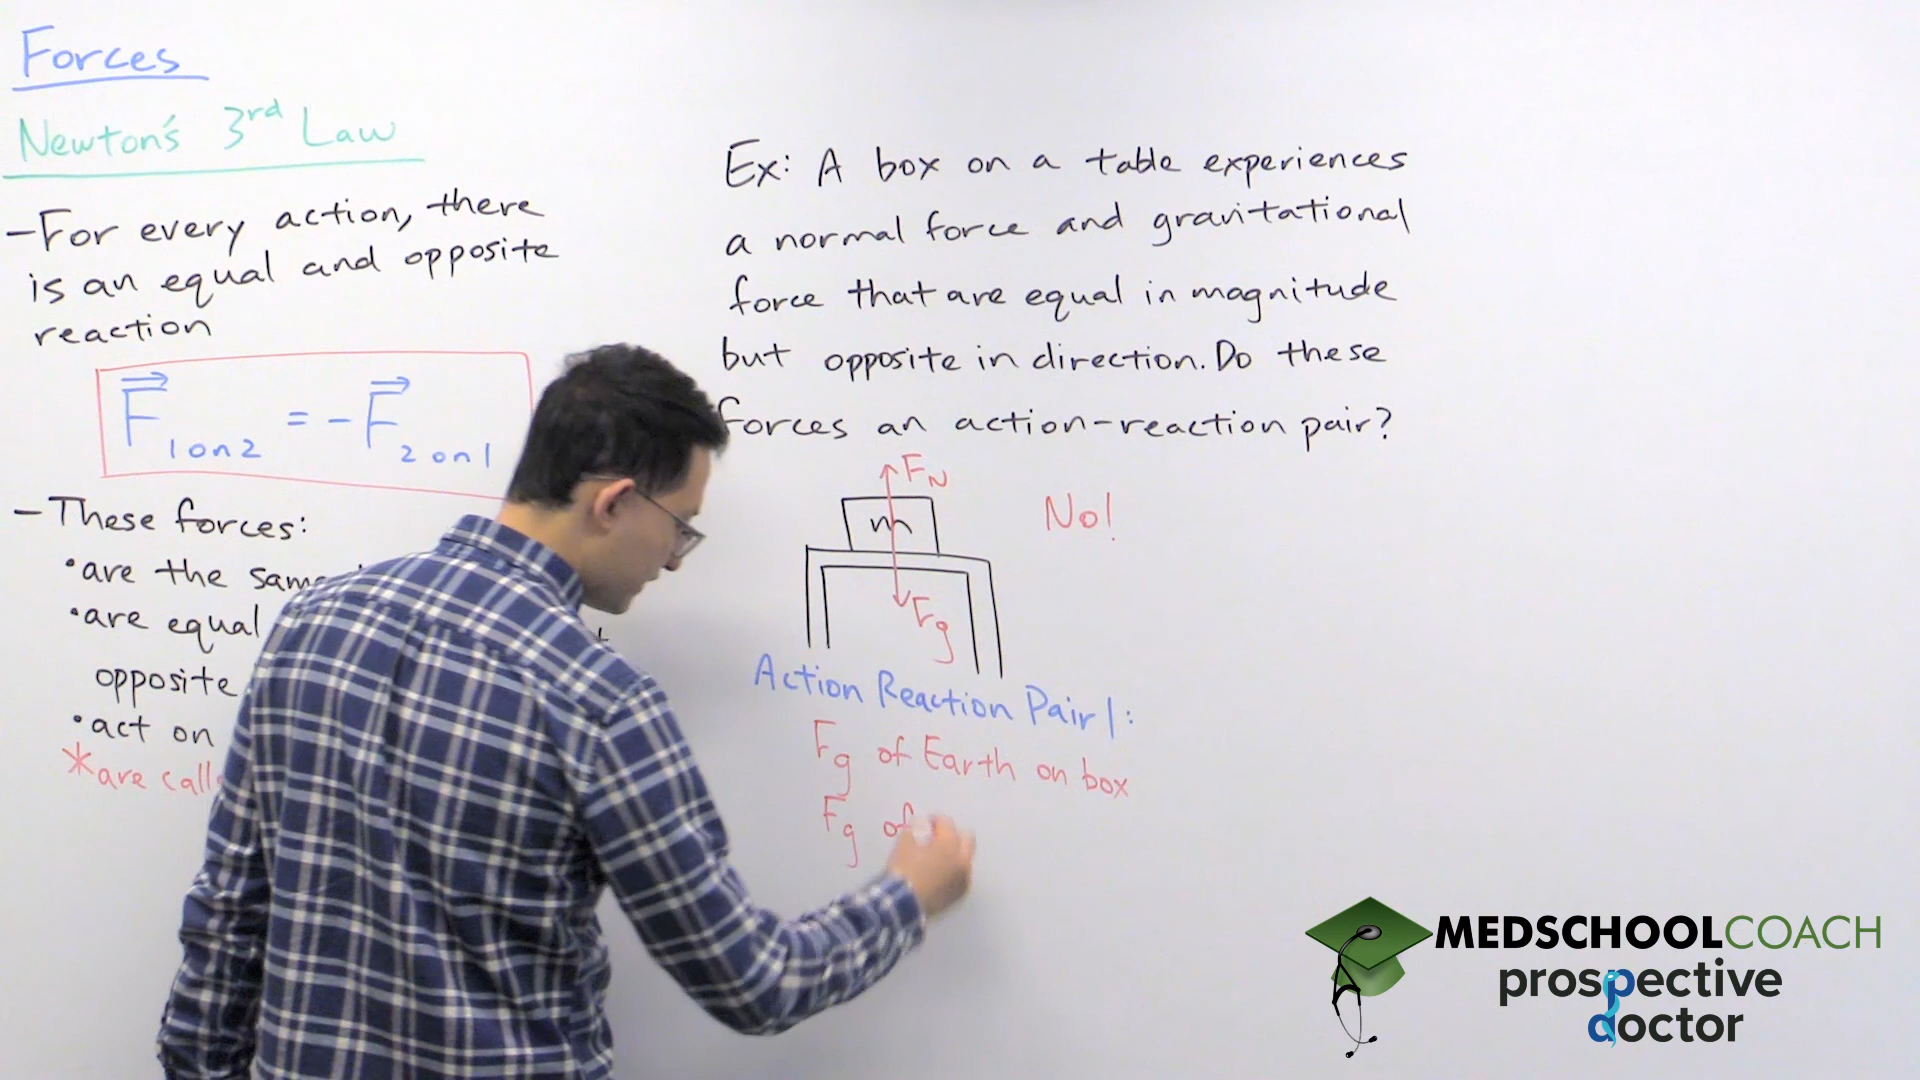 Forces
Newton's 3rd Law
-For every action, there
is an equal and opposite
reaction
F 1 on 2 = -F 2 on 1
-These forces:
•are the
•are equal
opposite
•act on
*are
Ex: A box on a table experiences
a normal force and gravitational
force that are equal in magnitude
but opposite in direction. Do these
forces an action-reaction pair?
FN
m
No!
Fg
Action Reaction Pair 1:
Fg of Earth on box
Fg of
MEDSCHOOLCOACH
prospective
doctor